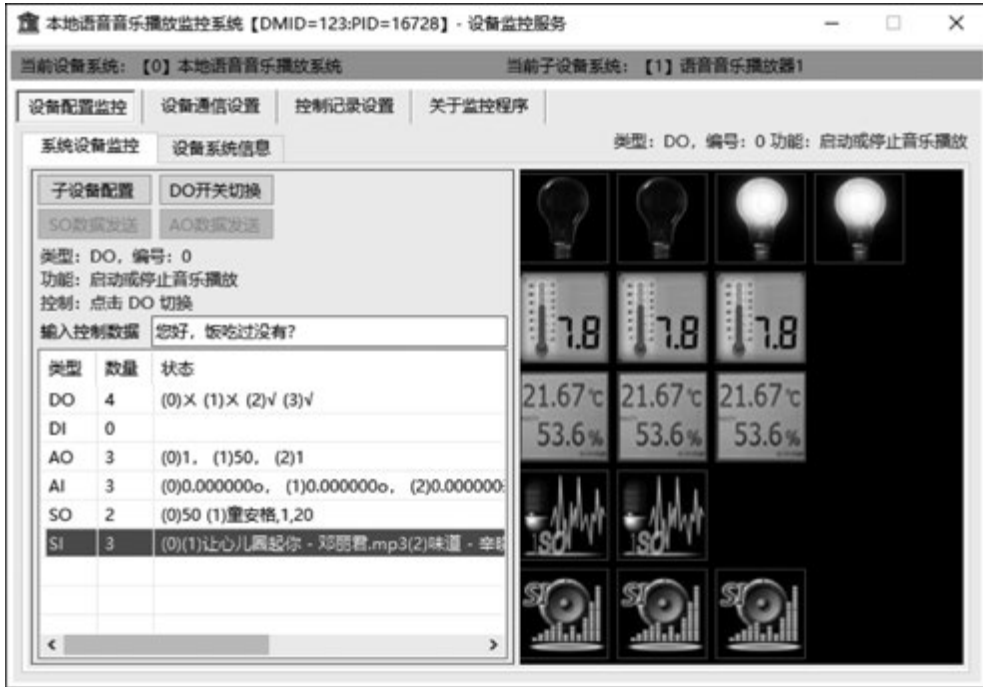 本地语音音乐播放监控系统【DMID=123:PID=16728】- 设备监控服务
当前设备系统:【0】本地语音音乐播放系统 当前子设备系统:【1】语音音乐播放器1
设备配置监控 设备通信设置 控制记录设置 关于监控程序
系统设备监控 设备系统信息 类型:DO,编号:0 功能:启动或停止音乐播放
子设备配置 DO开关切换
SO数据发送 AO数据发送
类型:DO,编号:0
功能:启动或停止音乐播放
控制:点击 DO 切换
输入控制数据 您好,饭吃过没有?
类型 数量 状态
DO 4 (0)㐅 (1)㐅 (2)√ (3)√
DI 0
AO 3 (0)1, (1)50, (2)1
AI 3 (0)0.000000o, (1)0.000000o, (2)0.000000
SO 2 (0)50 (1)童安格,1,20
SI 3 (0)(1)让心儿圆起你 - 邓丽君.mp3(2)味道 - 辛
7.8 7.8 7.8
21.67℃ 21.67℃ 21.67℃
53.6% 53.6% 53.6%
SO SO
SI SI SI